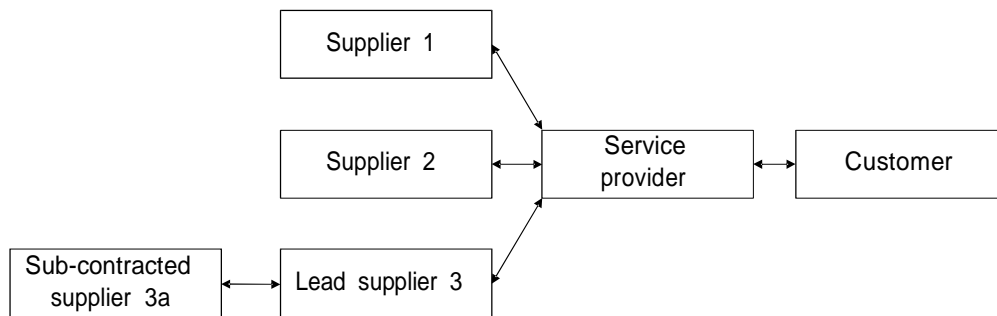 Supplier 1
Supplier 2
Service
provider
Customer
Sub-contracted
supplier 3a
Lead supplier 3